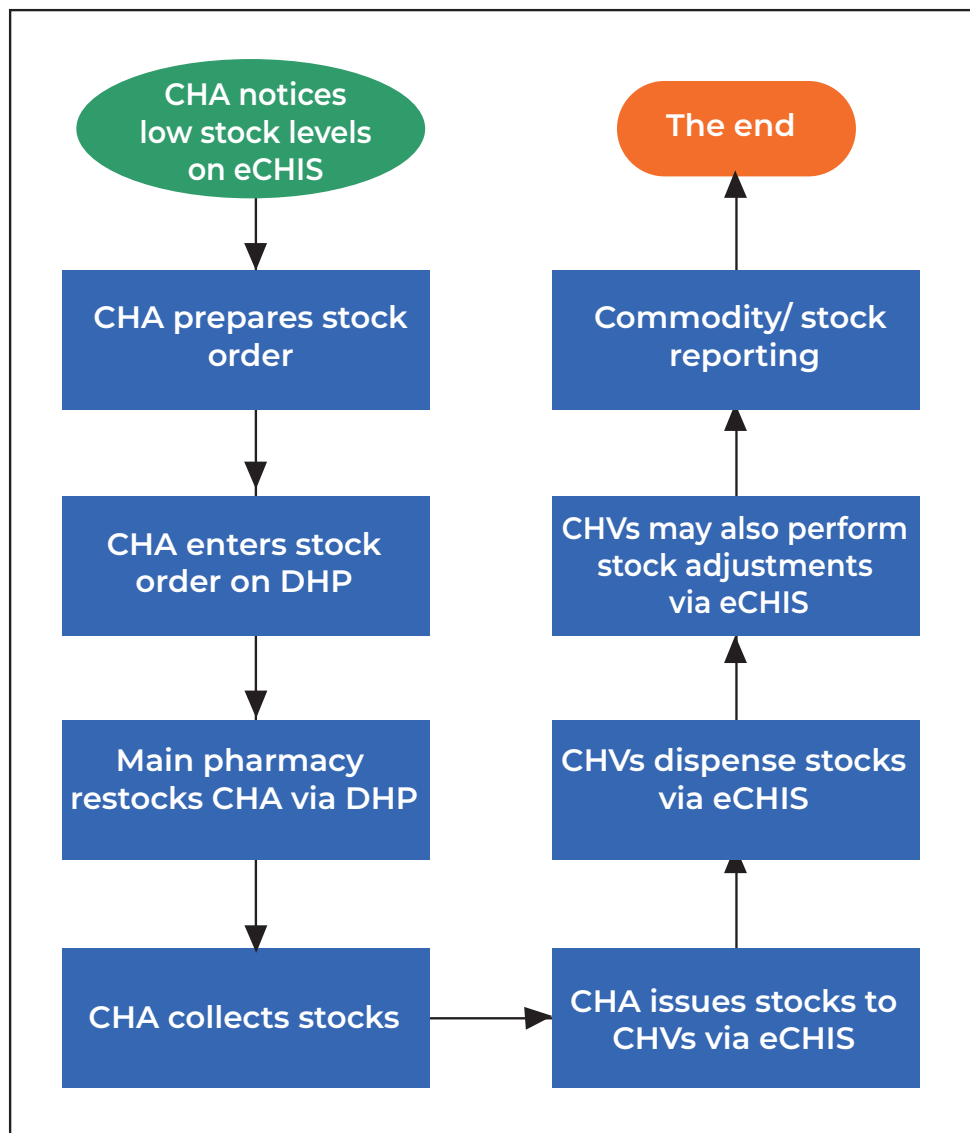 CHA notices
low stock levels
on eCHIS
CHA prepares stock
order
CHA enters stock
order on DHP
Main pharmacy
restocks CHA via DHP
CHA collects stocks
CHA issues stocks to
CHVs via eCHIS
CHVs dispense stocks
via eCHIS
CHVs may also perform
stock adjustments
via eCHIS
Commodity/ stock
reporting
The end